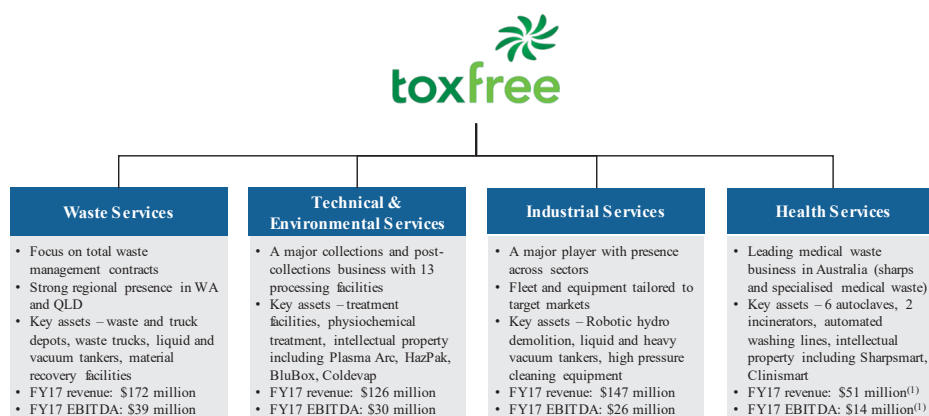 toxfree
Waste Services
• Focus on total waste
management contracts
• Strong regional presence in WA
and QLD
• Key assets – waste and truck
depots, waste trucks, liquid and
vacuum tankers, material
recovery facilities
• FY17 revenue: $172 million
• FY17 EBITDA: $39 million
Technical &
Environmental Services
• A major collections and post-
collections business with 13
processing facilities
• Key assets – treatment
facilities, physiochemical
treatment, intellectual property
including Plasma Arc, HazPak,
BluBox, Coldevap
• FY17 revenue: $126 million
• FY17 EBITDA: $30 million
Industrial Services
• A major player with presence
across sectors
• Fleet and equipment tailored to
target markets
• Key assets – Robotic hydro
demolition, liquid and heavy
vacuum tankers, high pressure
cleaning equipment
• FY17 revenue: $147 million
• FY17 EBITDA: $26 million
Health Services
• Leading medical waste
business in Australia (sharps
and specialised medical waste)
• Key assets – 6 autoclaves, 2
incinerators, automated
washing lines, intellectual
property including Sharpsmart,
Clinismart
• FY17 revenue: $51 million(1)
• FY17 EBITDA: $14 million(1)